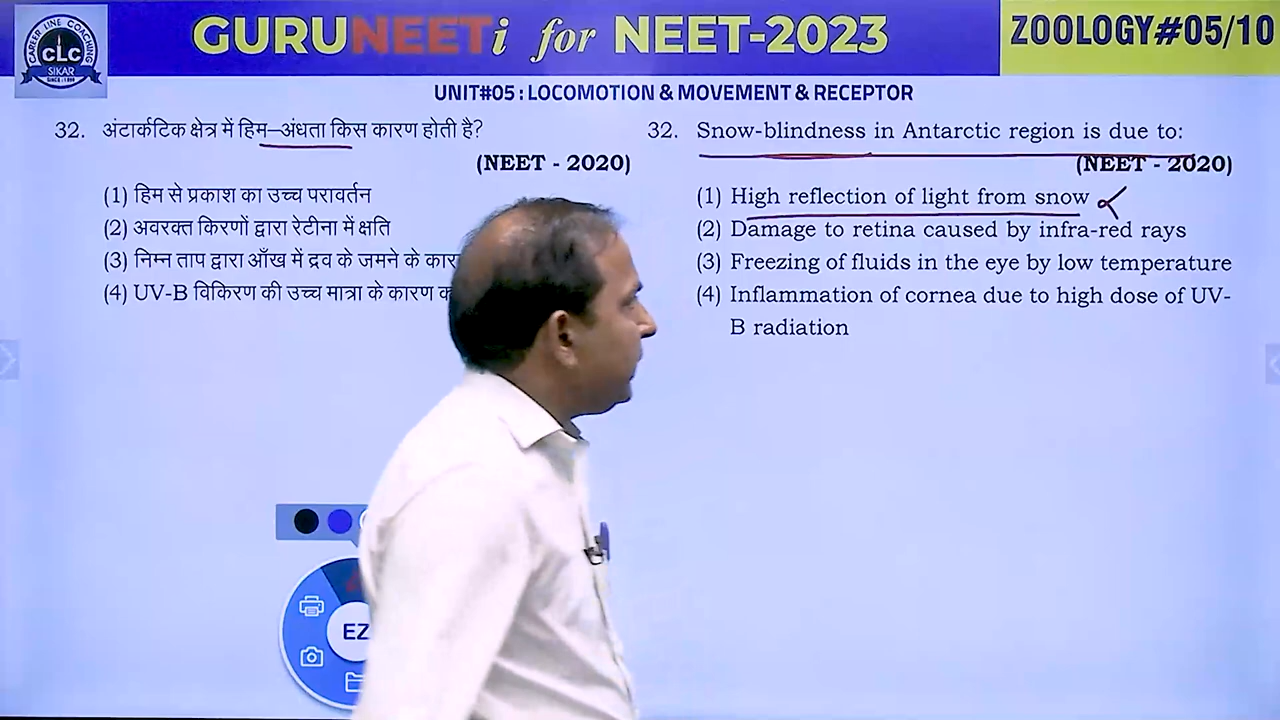 CAREER LINE COACHING
CLC
SIKAR
SINCE : 1996
GURUNEETi for NEET-2023
ZOOLOGY#05/10
UNIT#05 : LOCOMOTION & MOVEMENT & RECEPTOR
32. अंटार्कटिक क्षेत्र में हिम–अंधता किस कारण होती है?
(NEET - 2020)
(1) हिम से प्रकाश का उच्च परावर्तन
(2) अवरक्त किरणों द्वारा रेटीना में क्षति
(3) निम्न ताप द्वारा आँख में द्रव के जमने के
(4) UV-B विकिरण की उच्च मात्रा के कारण
32. Snow-blindness in Antarctic region is due to:
(NEET - 2020)
(1) High reflection of light from snow
(2) Damage to retina caused by infra-red rays
(3) Freezing of fluids in the eye by low temperature
(4) Inflammation of cornea due to high dose of UV-
B radiation
EZ